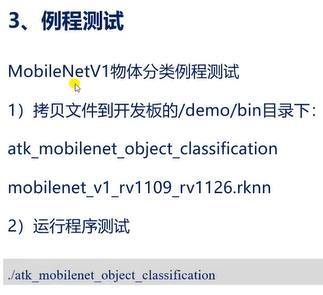 3、例程测试
MobileNetV1物体分类例程测试
1）拷贝文件到开发板的/demo/bin目录下：
atk_mobilenet_object_classification
mobilenet_v1_rv1109_rv1126.rknn
2）运行程序测试
./atk_mobilenet_object_classification